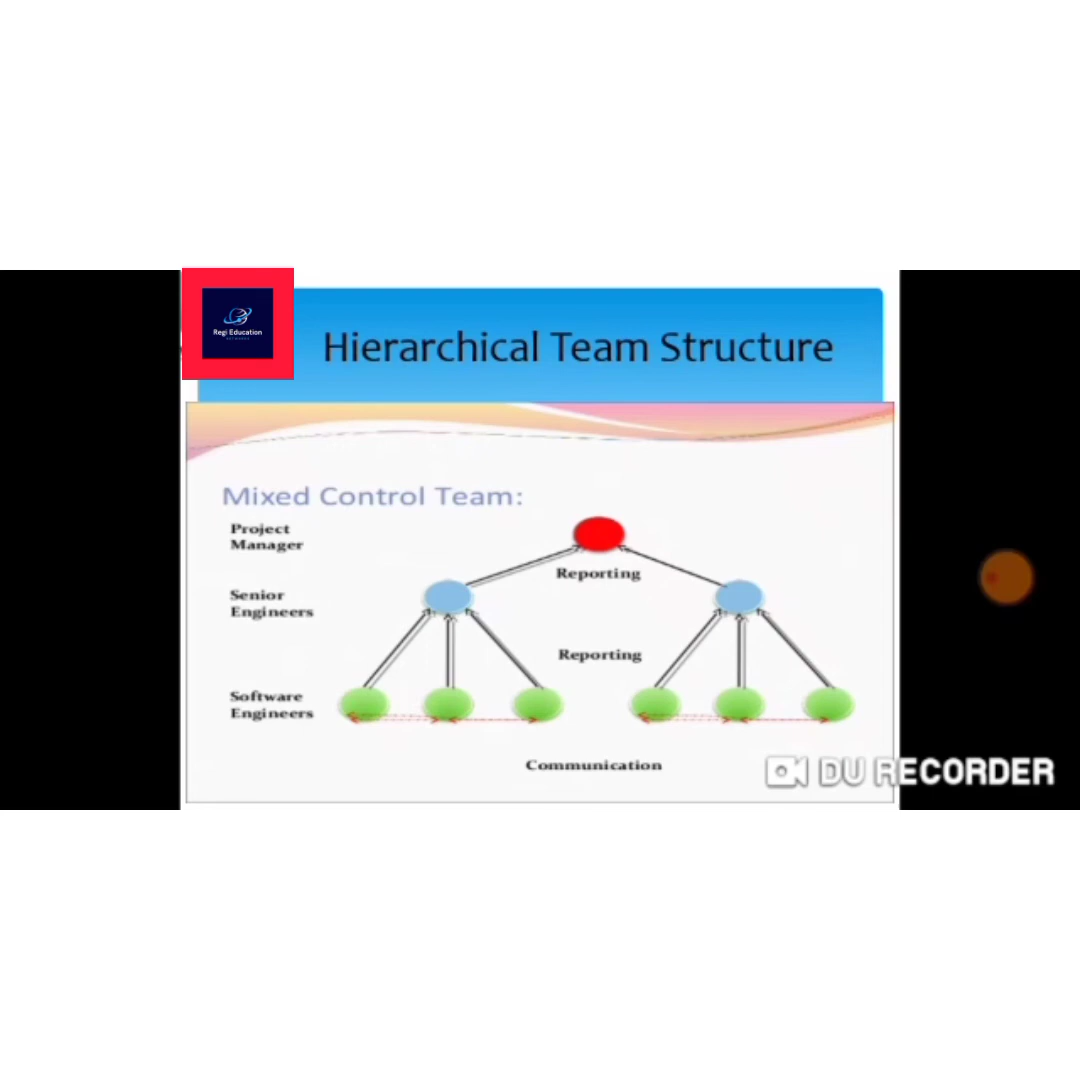 Regi Education
NETWORKS
Hierarchical Team Structure
Mixed Control Team:
Project
Manager
Reporting
Senior
Engineers
Reporting
Software
Engineers
Communication
DU RECORDER